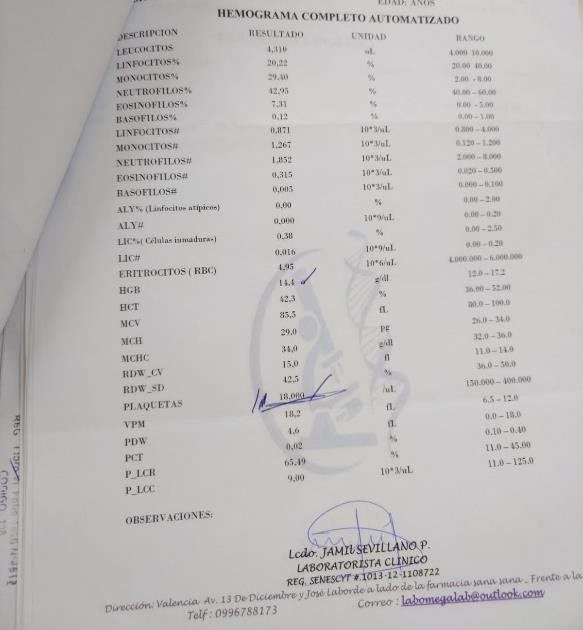 EDAD: AÑOS
HEMOGRAMA COMPLETO AUTOMATIZADO
DESCRIPCION RESULTADO UNIDAD RANGO
LEUCOCITOS 4,310 uL 4.000 10.000
LINFOCITOS% 20,22 % 20.00 40.00
MONOCITOS% 29,40 % 2.00 - 8.00
NEUTROFILOS% 42,95 % 40.00 – 60.00
EOSINOFILOS% 7,31 % 0.00 - 5.00
BASOFILOS% 0,12 % 0.00 – 1.00
LINFOCITOS# 0,871 10*3/uL 0.800 – 4.000
MONOCITOS# 1,267 10*3/uL 0.120 – 1.200
NEUTROFILOS# 1,852 10*3/uL 2.000 – 8.000
EOSINOFILOS# 0,315 10*3/uL 0.020 – 0.500
BASOFILOS# 0,005 10*3/uL 0.000 – 0.100
ALY% (Linfocitos atípicos) 0,00 % 0.00 – 2.00
ALY# 0,000 10*9/uL 0.00 – 0.20
LIC%( Células inmaduras) 0,38 % 0.00 – 2.50
LIC# 0,016 10*9/uL 0.00 – 0.20
ERITROCITOS ( RBC) 4,95 10*6/uL 4.000.000 – 6.000.000
HGB 14,4 g/dl 12.0 – 17.2
HCT 42,3 % 36.00 – 52.00
MCV 85,5 fL 80.0 – 100.0
MCH 29,0 pg 26.0 – 34.0
MCHC 34,0 g/dl 32.0 – 36.0
RDW_CV 15,0 fl 11.0 – 14.0
RDW_SD 42,5 % 36.0 – 50.0
PLAQUETAS 18.000 /uL 150.000 – 400.000
VPM 18,2 fL 6.5 – 12.0
PDW 4,6 fL 0.0 – 18.0
PCT 0,02 % 0.10 – 0.40
P_LCR 65,49 % 11.0 – 45.00
P_LCC 9,00 10*3/uL 11.0 – 125.0
OBSERVACIONES:
Lcdo. JAMIL SEVILLANO P.
LABORATORISTA CLÍNICO
REG. SENESCYT #.1013-12-1108722
Dirección: Valencia Av. 13 De Diciembre y José Laborde a lado de la farmacia sana sana _ Frente a la
Telf : 0996788173 Correo : labomegalab@outlook.com